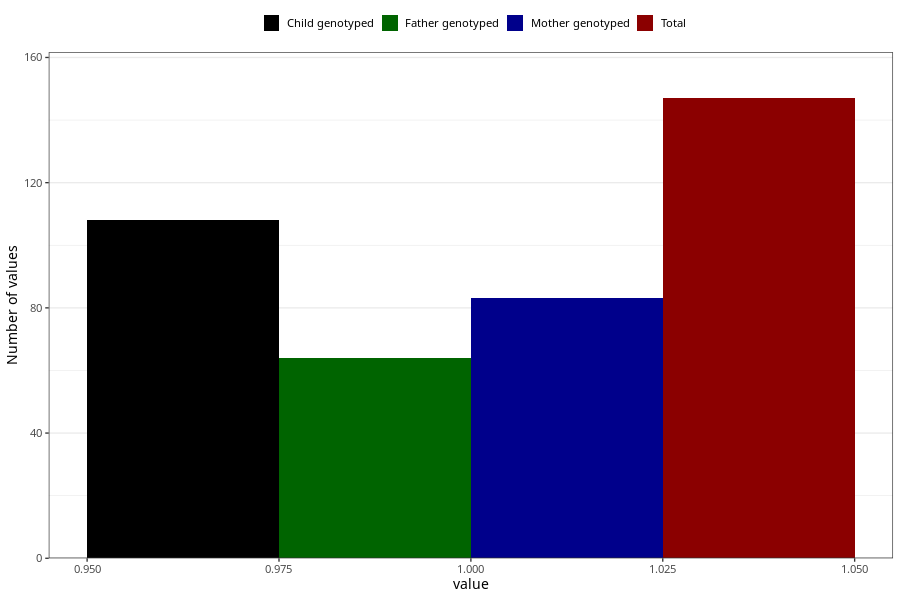 Child genotyped Father genotyped Mother genotyped Total
160
120
80
40
0
Number of values
0.950 0.975 1.000 1.025 1.050
value